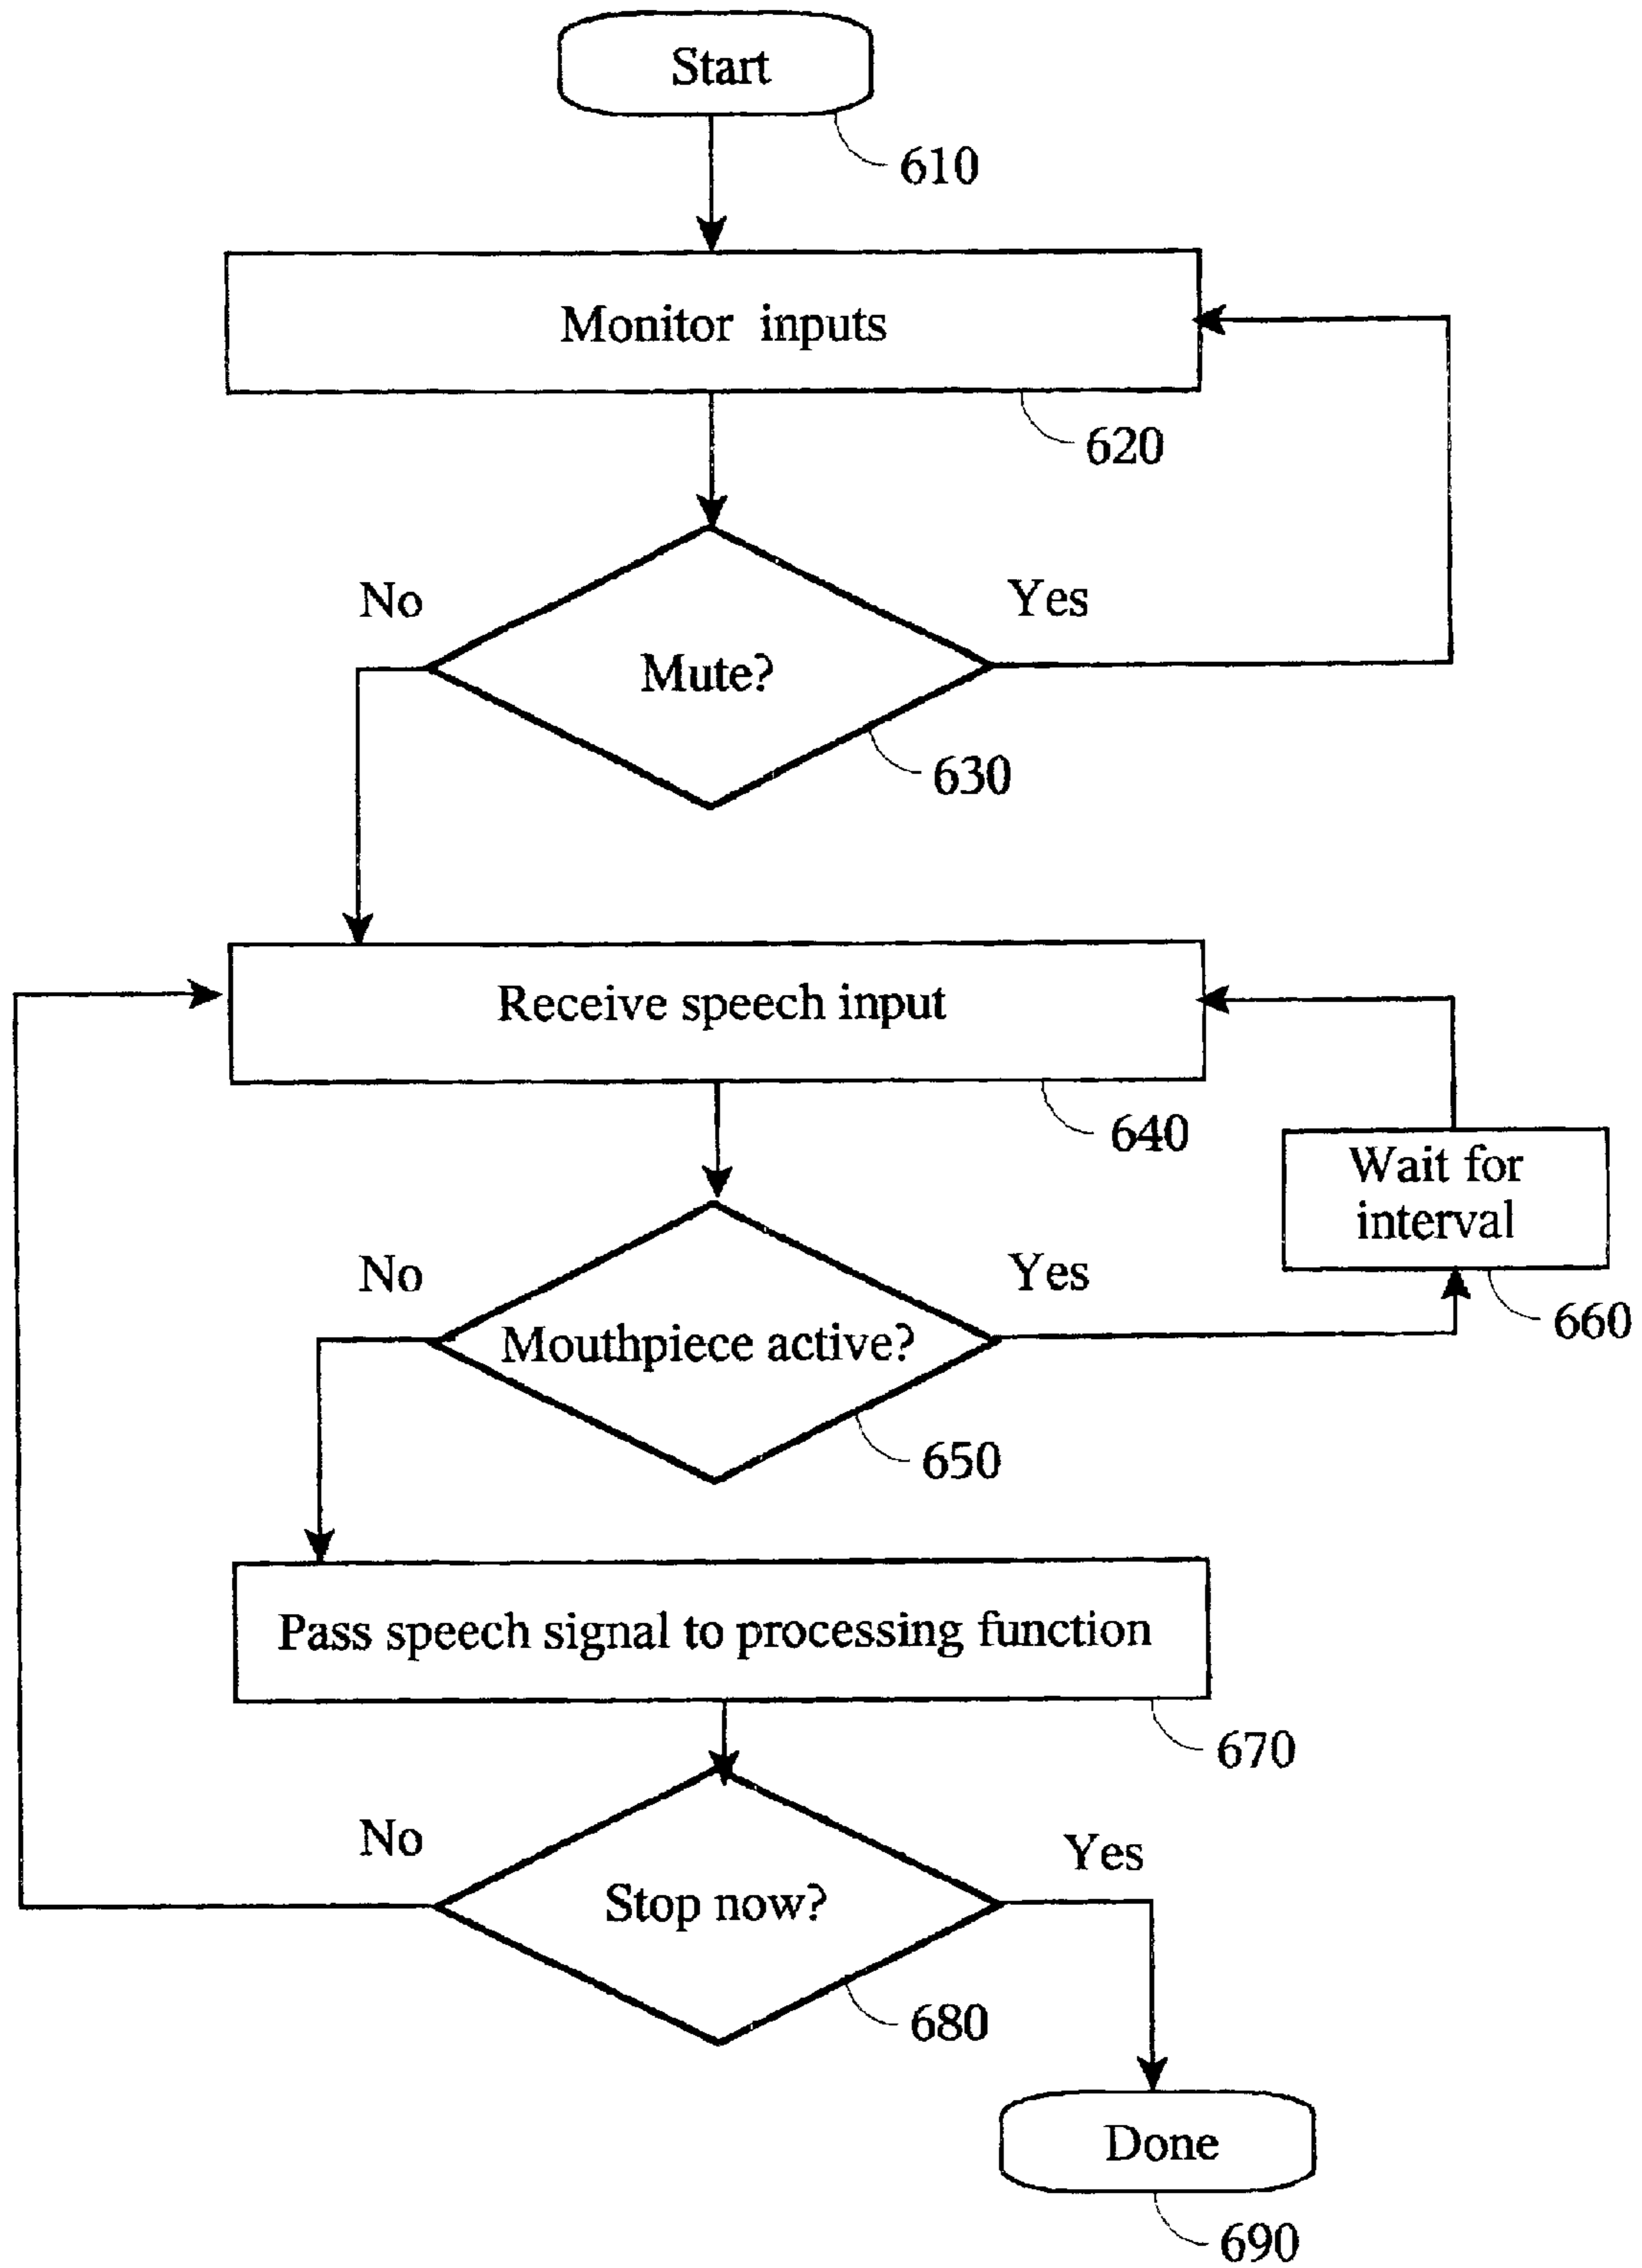 Start
610
Monitor inputs
620
No
Yes
Mute?
630
Receive speech input
640
Wait for
interval
660
No
Yes
Mouthpiece active?
650
Pass speech signal to processing function
670
No
Yes
Stop now?
680
Done
690